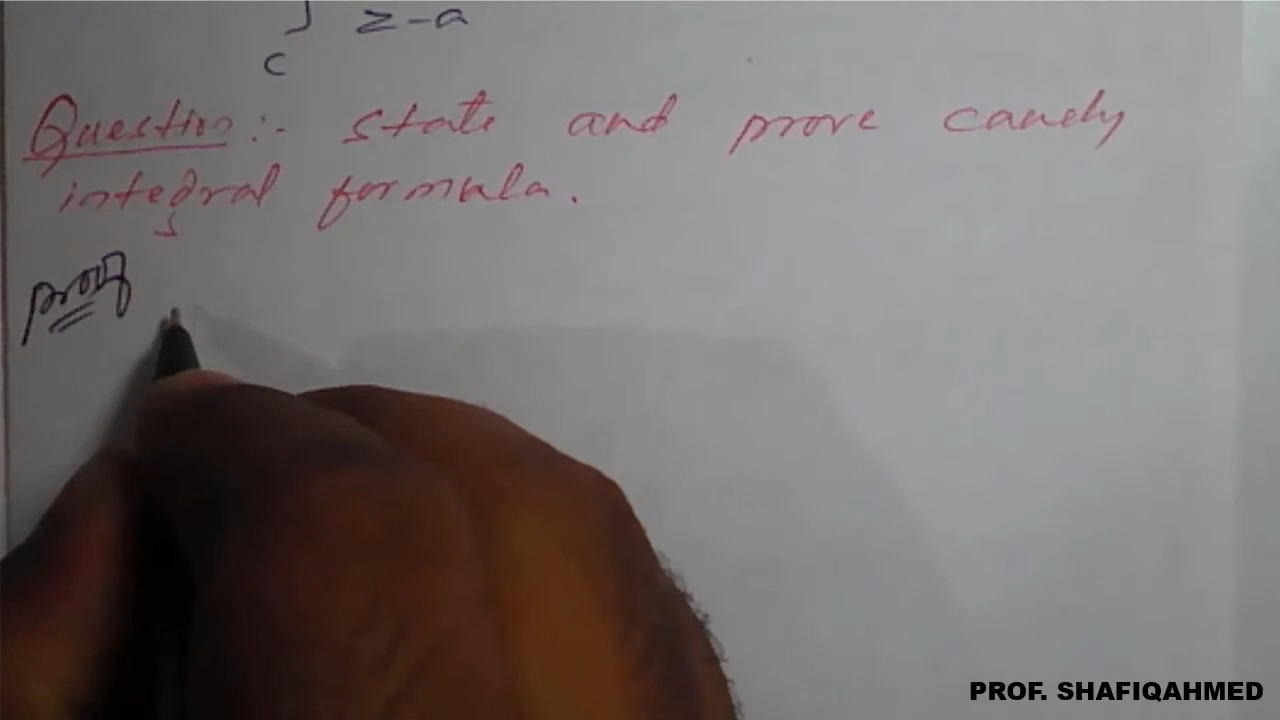 ∫ z-a
c
Question:- state and prove cauchy
integral formula.
Proof
PROF. SHAFIQAHMED